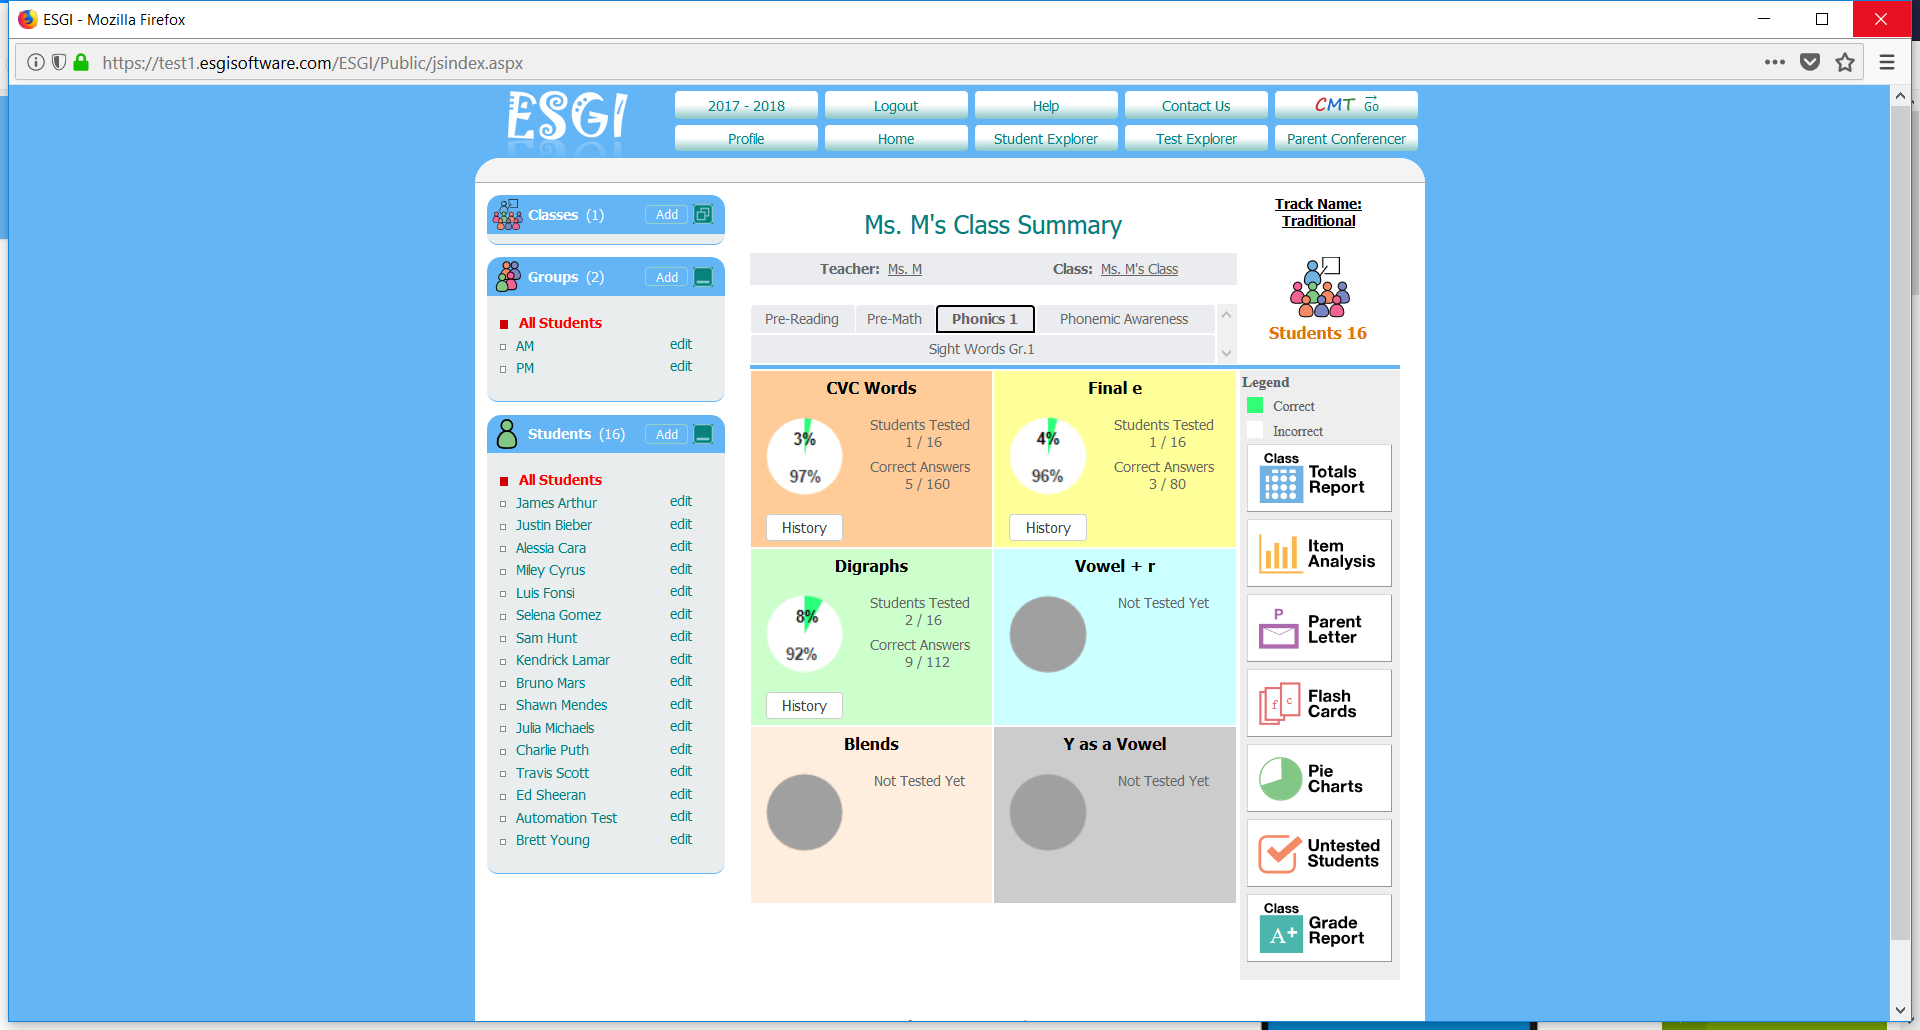 ESGI - Mozilla Firefox
https://test1.esgisoftware.com/ESGI/Public/jsindex.aspx
ESGI
2017 - 2018
Logout
Help
Contact Us
CMT Go
Profile
Home
Student Explorer
Test Explorer
Parent Conferencer
Classes (1)
Add
Groups (2)
Add
All Students
AM edit
PM edit
Students (16)
Add
All Students
James Arthur edit
Justin Bieber edit
Alessia Cara edit
Miley Cyrus edit
Luis Fonsi edit
Selena Gomez edit
Sam Hunt edit
Kendrick Lamar edit
Bruno Mars edit
Shawn Mendes edit
Julia Michaels edit
Charlie Puth edit
Travis Scott edit
Ed Sheeran edit
Automation Test edit
Brett Young edit
Ms. M's Class Summary
Teacher: Ms. M
Class: Ms. M's Class
Pre-Reading
Pre-Math
Phonics 1
Phonemic Awareness
Sight Words Gr.1
Track Name:
Traditional
Students 16
CVC Words
3%
97%
Students Tested
1 / 16
Correct Answers
5 / 160
History
Final e
4%
96%
Students Tested
1 / 16
Correct Answers
3 / 80
History
Digraphs
8%
92%
Students Tested
2 / 16
Correct Answers
9 / 112
History
Vowel + r
Not Tested Yet
Blends
Not Tested Yet
Y as a Vowel
Not Tested Yet
Legend
Correct
Incorrect
Class
Totals
Report
Item
Analysis
P
Parent
Letter
f c
Flash
Cards
Pie
Charts
Untested
Students
Class
A+
Grade
Report